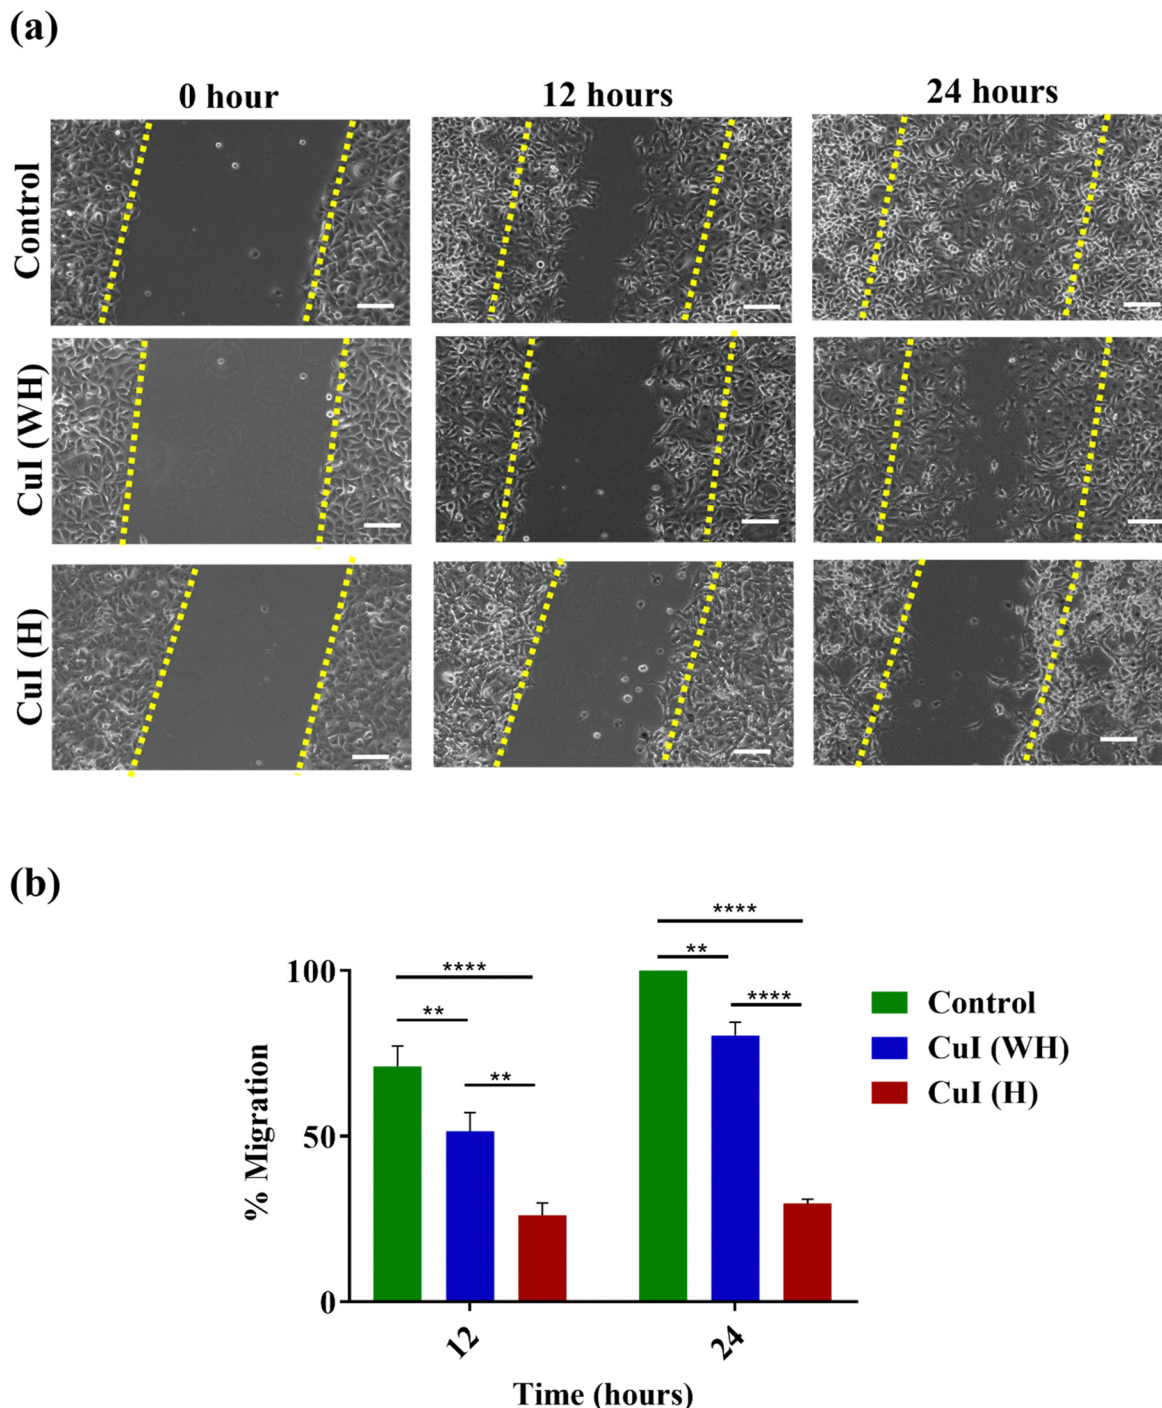 (a)
0 hour
12 hours
24 hours
Control
CuI (WH)
CuI (H)
(b)
% Migration
100
50
0
****
**
**
****
**
****
12
24
Time (hours)
Control
CuI (WH)
CuI (H)